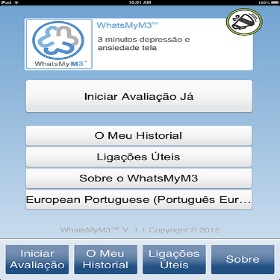 iPad
10:01 AM
100%
WhatsMyM3™
3 minutos depressão e
ansiedade tela
WhatsMyM3™
Iniciar Avaliação Já
O Meu Historial
Ligações Úteis
Sobre o WhatsMyM3
European Portuguese (Português Eur...
WhatsMyM3™ V 1.1 Copyright © 2012
Iniciar
Avaliação
O Meu
Historial
Ligações
Úteis
Sobre